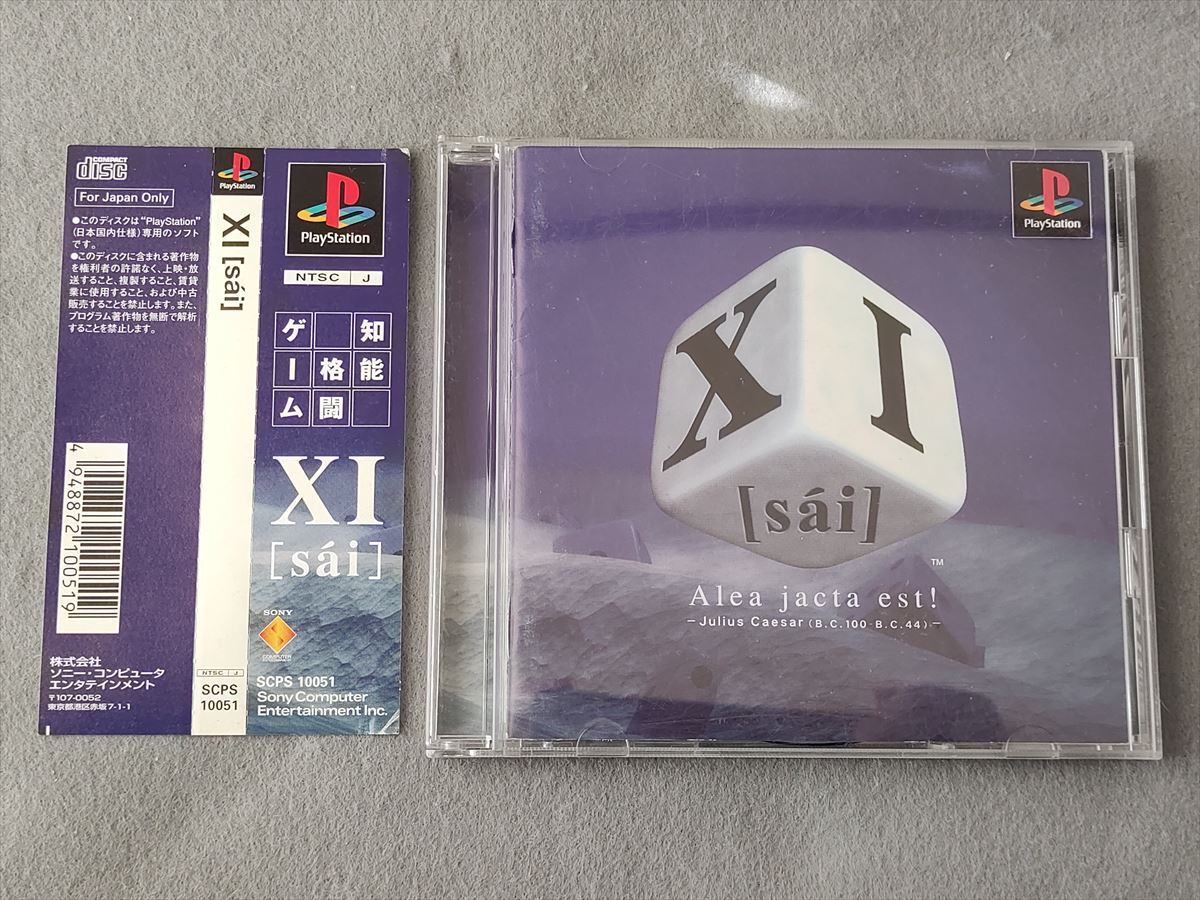 COMPACT
disc
For Japan Only
●このディスクは“PlayStation”
(日本国内仕様)専用のソフト
です。
●このディスクに含まれる著作物
を権利者の許諾なく、上映・放
送すること、複製すること、賃貸
業に使用すること、および中古
販売することを禁止します。また、
プログラム著作物を無断で解析
することを禁止します。
4 948872 100519
株式会社
ソニー・コンピュータ
エンタテインメント
〒107-0052
東京都港区赤坂7-1-1
PlayStation
XI [sái]
NTSC J
SCPS
10051
PlayStation
NTSC J
知能
格闘
ゲーム
XI
[sái]
SONY
COMPUTER
SCPS 10051
Sony Computer
Entertainment Inc.
PlayStation
XI
[sái]
TM
Alea jacta est!
– Julius Caesar (B.C.100-B.C.44) –